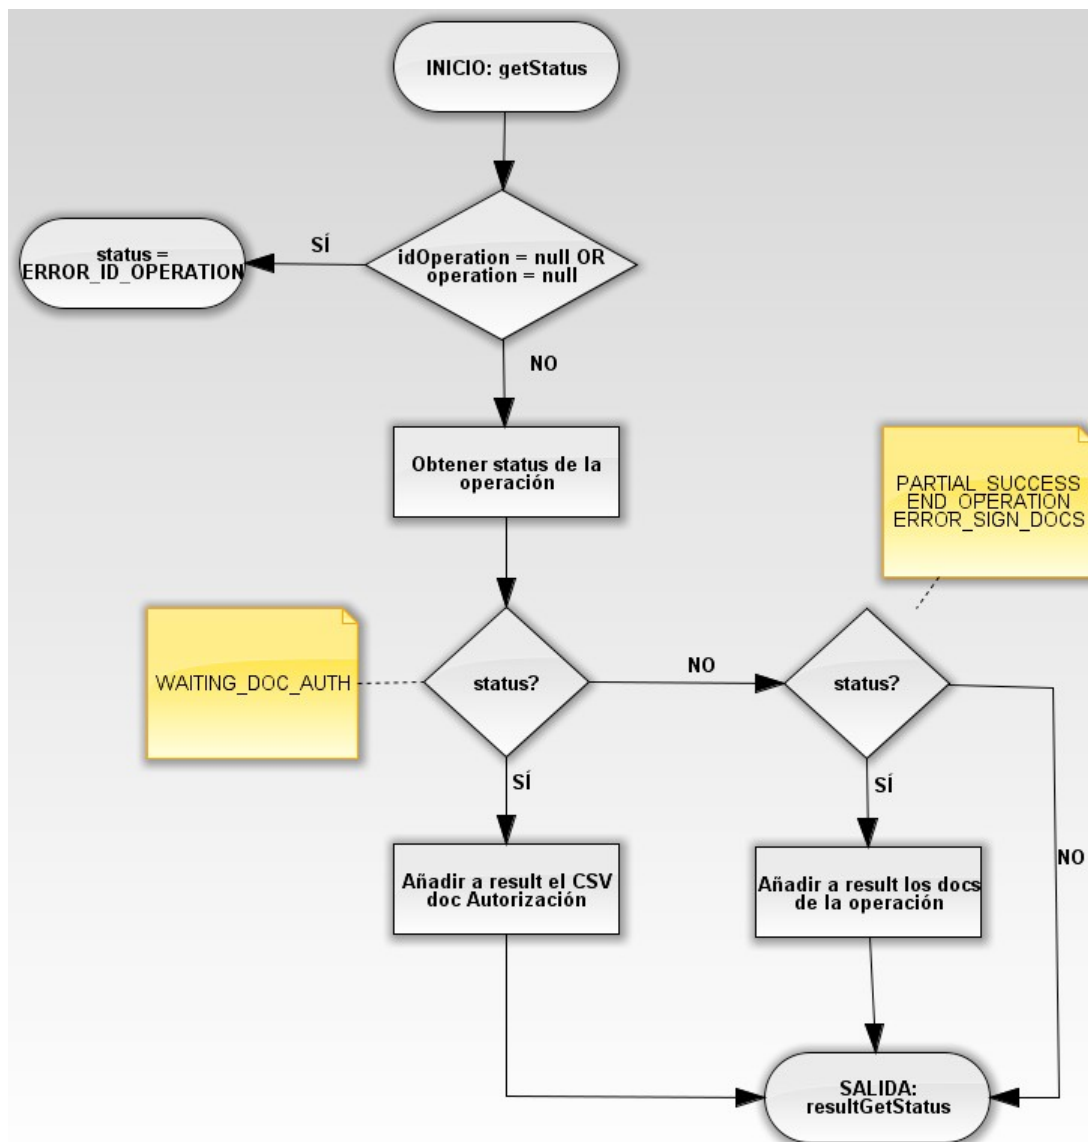 INICIO: getStatus
SÍ
idOperation = null OR
operation = null
status =
ERROR_ID_OPERATION
NO
Obtener status de la
operación
PARTIAL_SUCCESS
END_OPERATION
ERROR_SIGN_DOCS
WAITING_DOC_AUTH
status?
NO
status?
SÍ
SÍ
NO
Añadir a result el CSV
doc Autorización
Añadir a result los docs
de la operación
SALIDA:
resultGetStatus